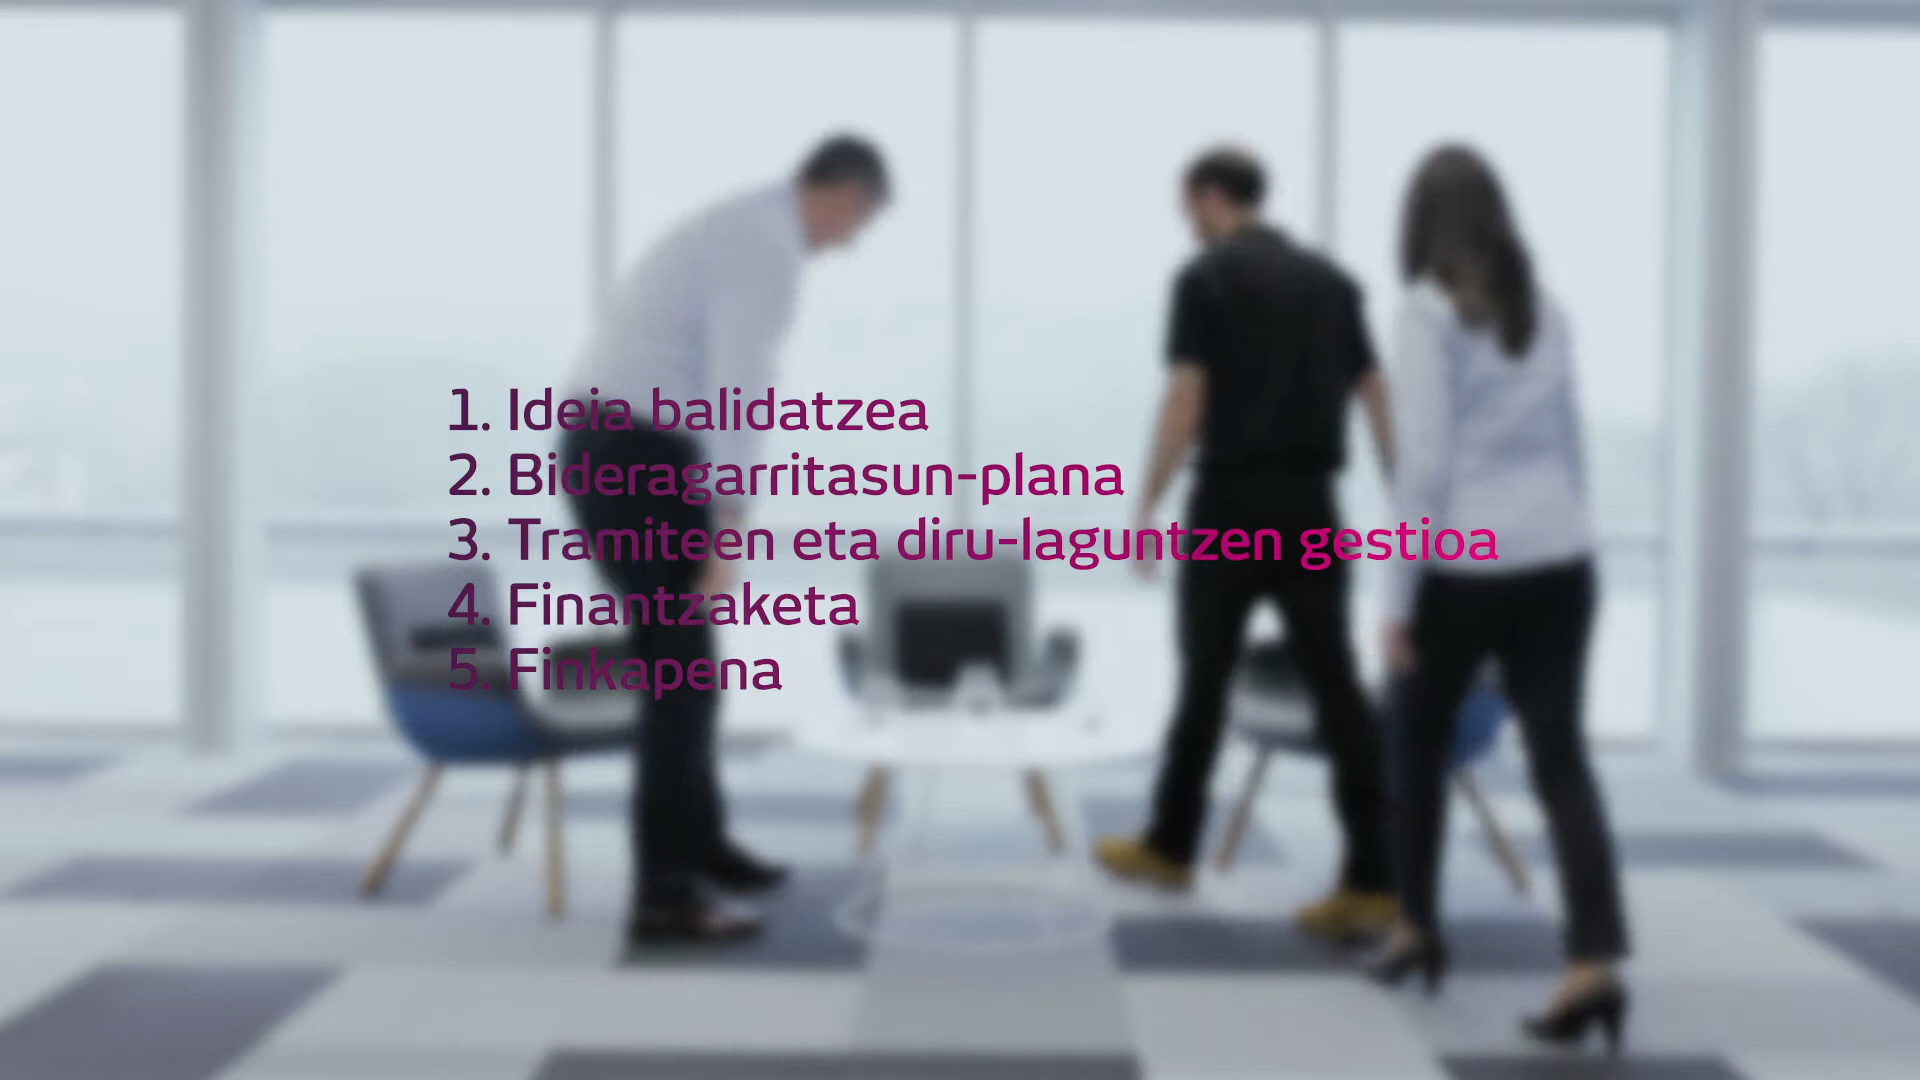 1. Ideia balidatzea
2. Bideragarritasun-plana
3. Tramiteen eta diru-laguntzen gestioa
4. Finantzaketa
5. Finkapena